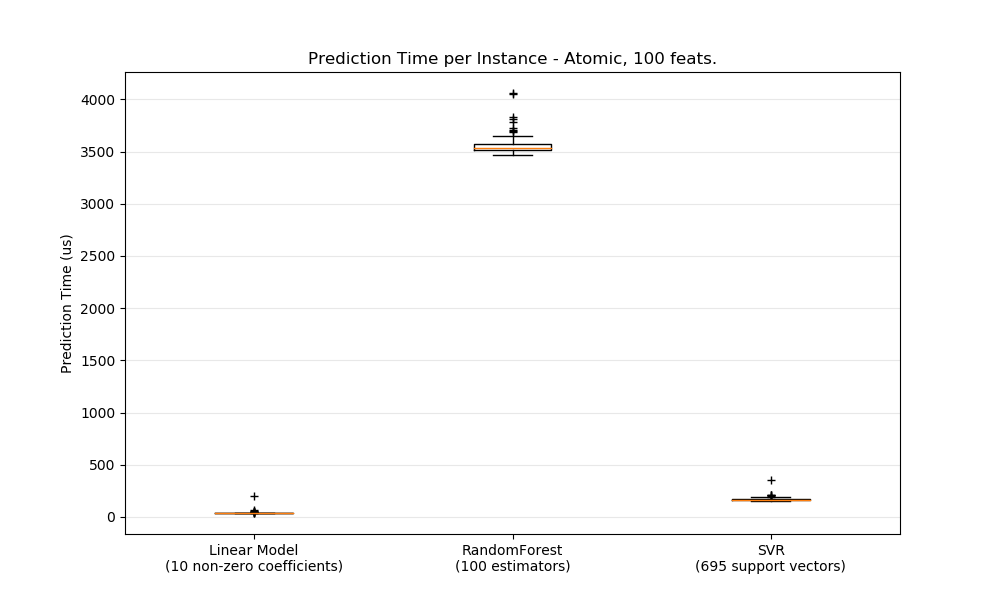 Prediction Time per Instance - Atomic, 100 feats.
Prediction Time (us)
4000
3500
3000
2500
2000
1500
1000
500
0
Linear Model
(10 non-zero coefficients)
RandomForest
(100 estimators)
SVR
(695 support vectors)